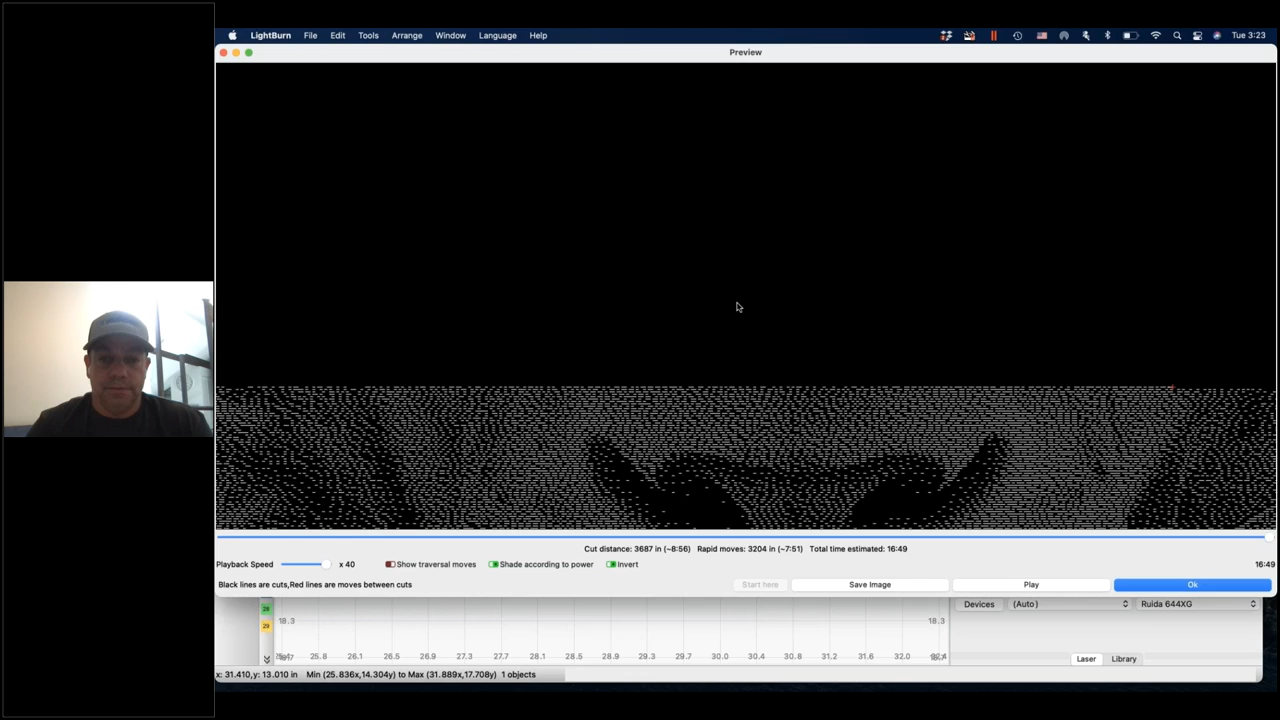 LightBurn File Edit Tools Arrange Window Language Help Tue 3:23
Preview
Cut distance: 3687 in (~8:56) Rapid moves: 3204 in (~7:51) Total time estimated: 16:49
Playback Speed x 40 Show traversal moves Shade according to power Invert 16:49
Black lines are cuts,Red lines are moves between cuts Start here Save Image Play Ok
28 Devices (Auto) Ruida 644XG
18.3 18.3
29
25.8 26.1 26.5 26.9 27.3 27.7 28.1 28.5 28.9 29.3 29.7 30.0 30.4 30.8 31.2 31.6 32.0
Laser Library
x: 31.410,y: 13.010 in Min (25.836x,14.304y) to Max (31.889x,17.708y) 1 objects